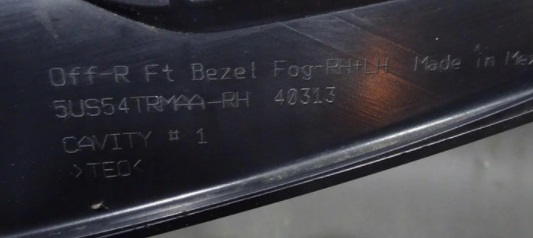 Off-R Ft Bezel Fog-RH+LH Made in Mex
5US54TRMAA-RH 40313
CAVITY # 1
>TEO<